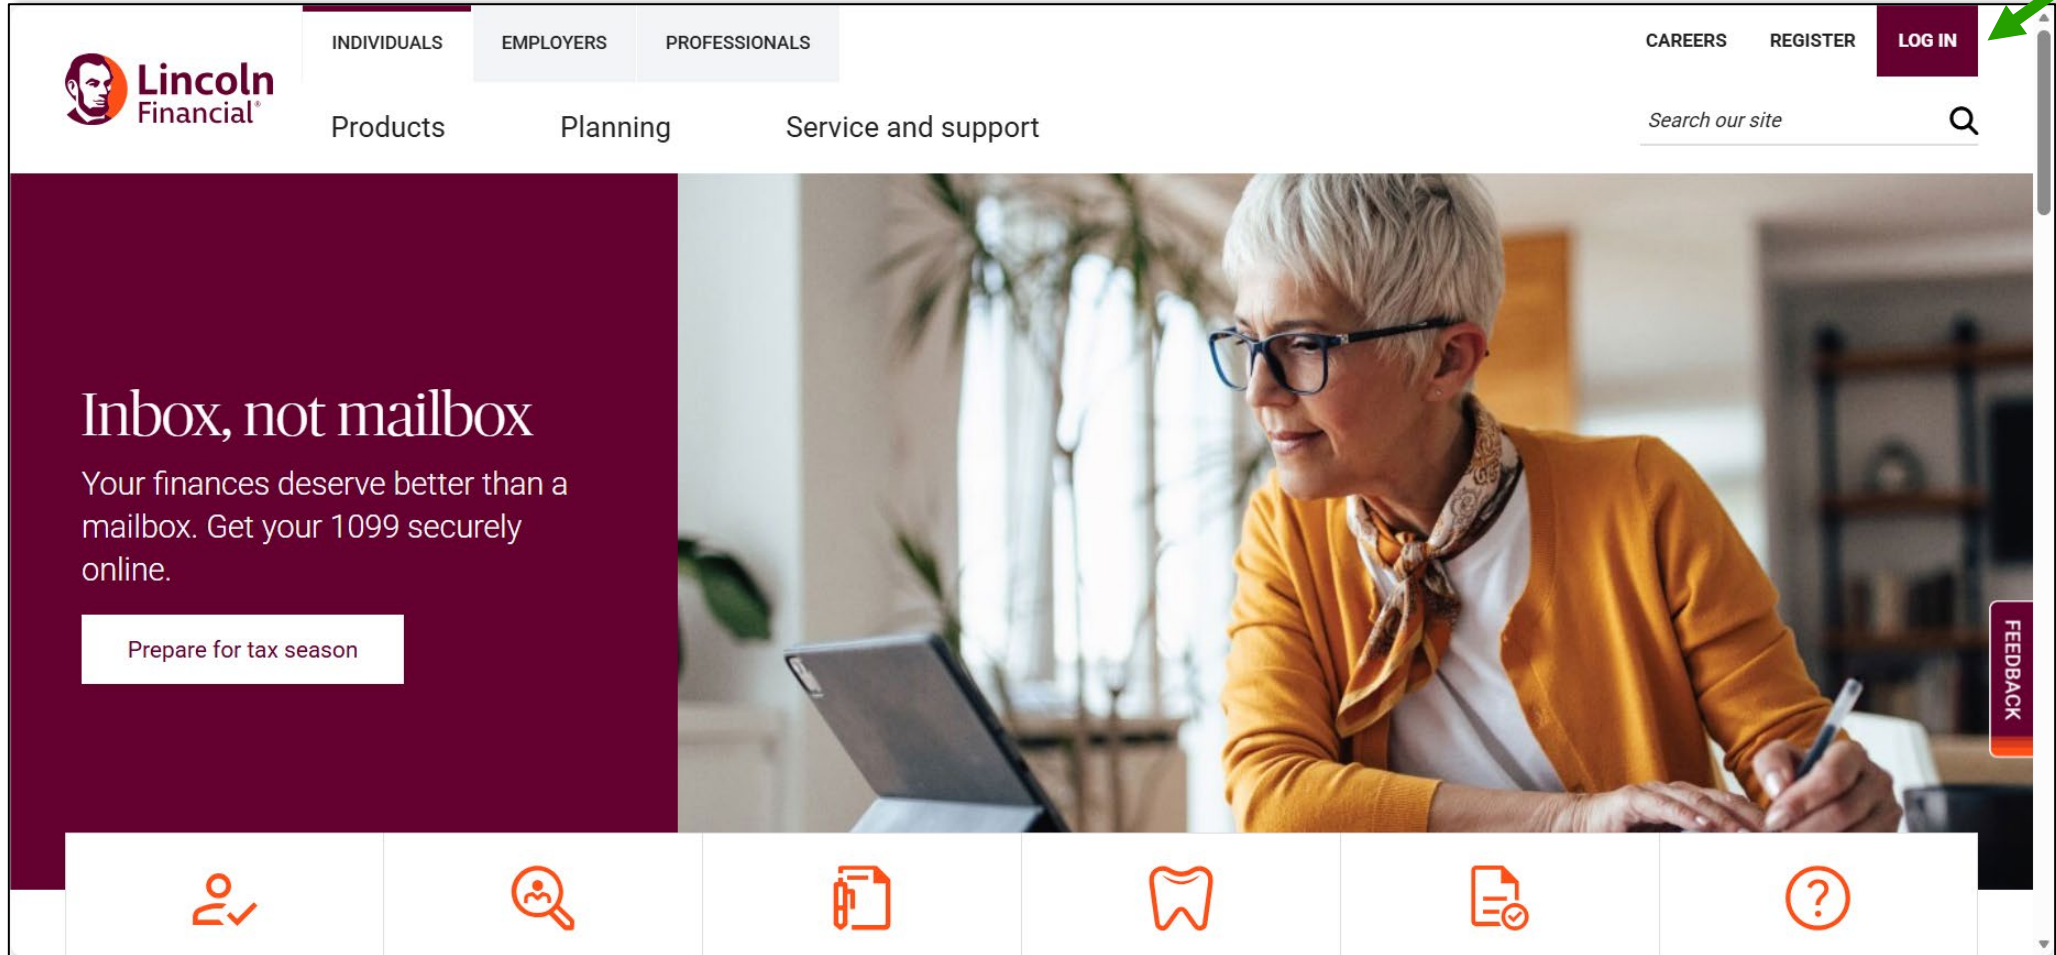 Lincoln
Financial®
INDIVIDUALS
EMPLOYERS
PROFESSIONALS
CAREERS
REGISTER
LOG IN
Products
Planning
Service and support
Search our site
Inbox, not mailbox
Your finances deserve better than a
mailbox. Get your 1099 securely
online.
Prepare for tax season
FEEDBACK